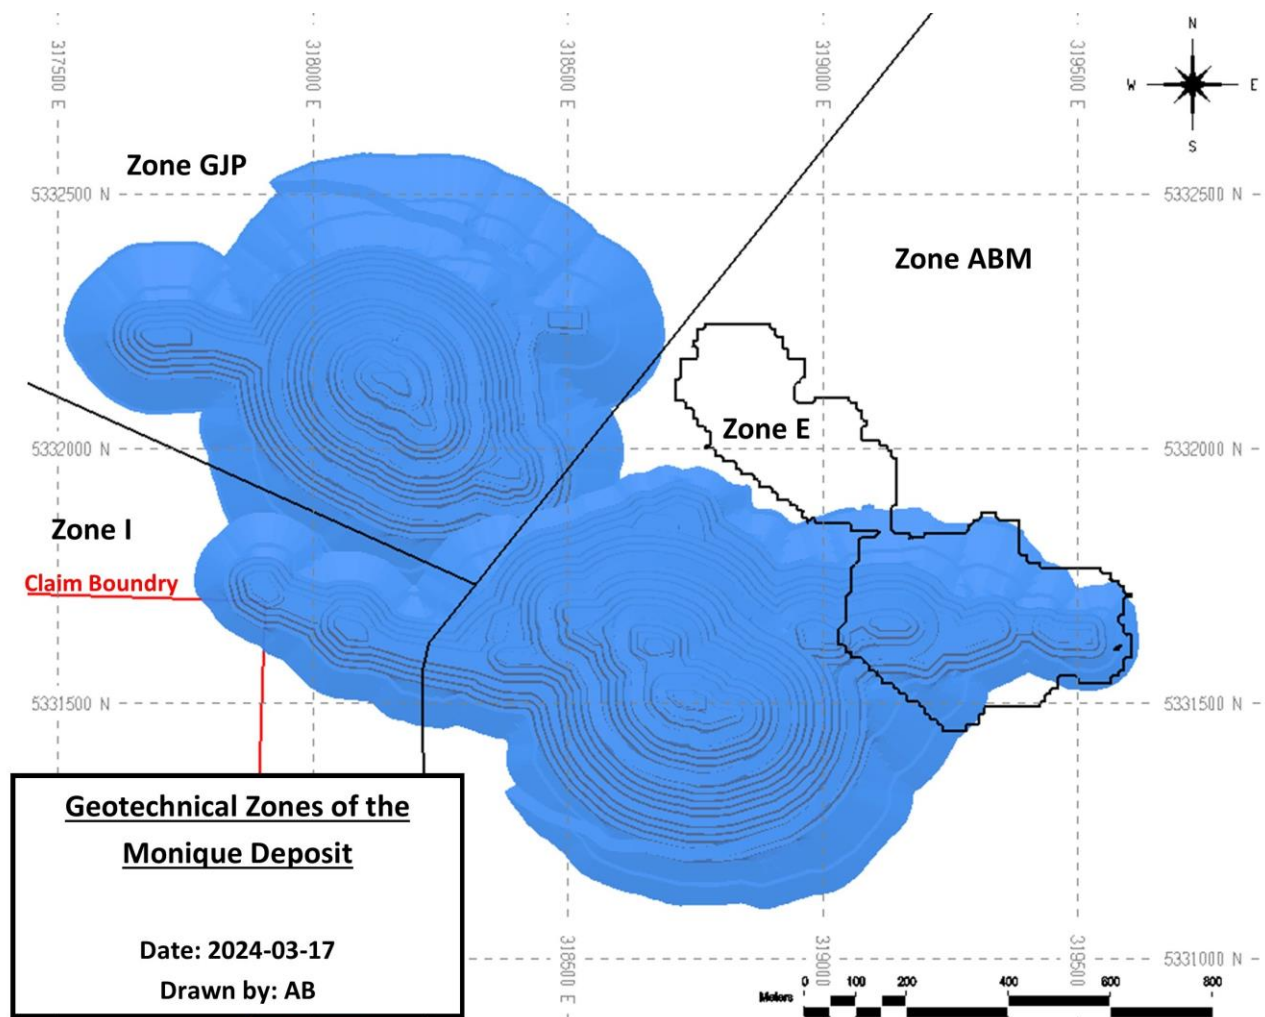 317500 E
318000 E
318500 E
319000 E
319500 E
N
W E
S
Zone GJP
5332500 N
5332500 N
Zone ABM
Zone E
5332000 N
5332000 N
Zone I
Claim Boundry
5331500 N
5331500 N
Geotechnical Zones of the
Monique Deposit
Date: 2024-03-17
Drawn by: AB
318500 E
319000 E
319500 E
5331000 N
Meters
0 100 200 400 600 800